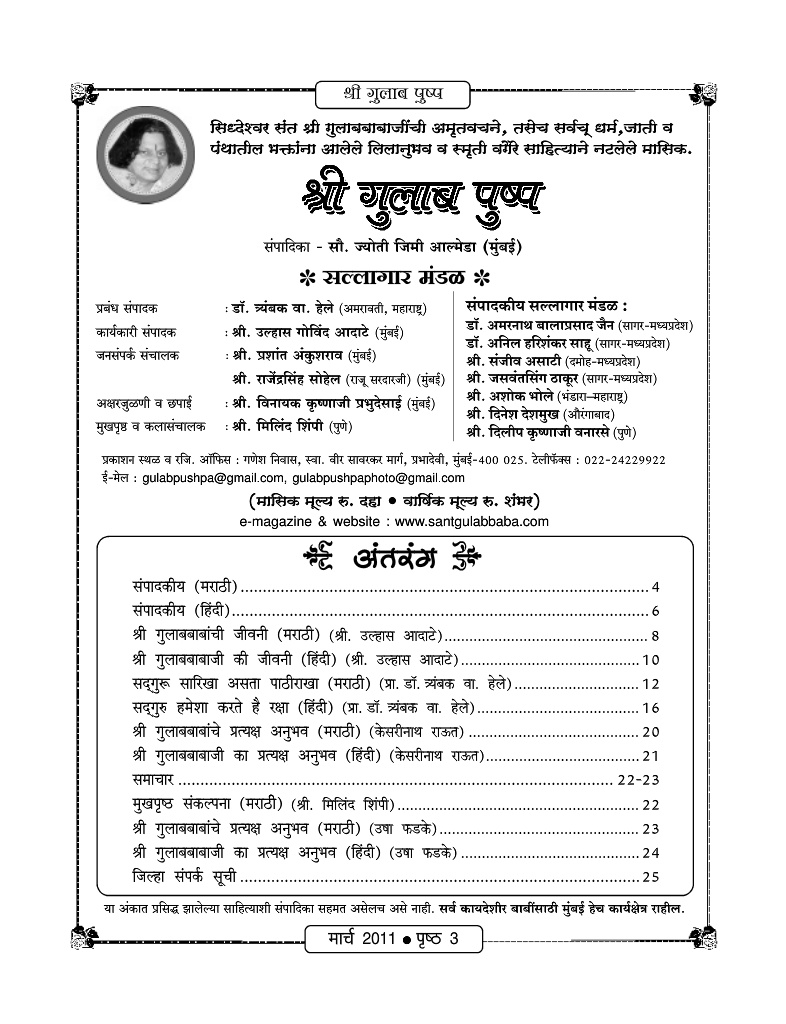 श्री गुलाब पुष्प
सिध्देश्वर संत श्री गुलाबबाबाजींची अमृतवचने, तसेच सर्वच् धर्म,जाती व
पंथातील भक्तांना आलेले लिलानुभव व स्मृती वगैरे साहित्याने नटलेले मासिक.
श्री गुलाब पुष्प
संपादिका - सौ. ज्योती जिमी आल्मेडा (मुंबई)
सल्लागार मंडळ
प्रबंध संपादक : डॉ. त्र्यंबक वा. हेले (अमरावती, महाराष्ट्र)
कार्यकारी संपादक : श्री. उल्हास गोविंद आदाटे (मुंबई)
जनसंपर्क संचालक : श्री. प्रशांत अंकुशराव (मुंबई)
श्री. राजेंद्रसिंह सोहेल (राजू सरदारजी) (मुंबई)
अक्षरजुळणी व छपाई : श्री. विनायक कृष्णाजी प्रभुदेसाई (मुंबई)
मुखपृष्ठ व कलासंचालक : श्री. मिलिंद शिंपी (पुणे)
संपादकीय सल्लागार मंडळ :
डॉ. अमरनाथ बालाप्रसाद जैन (सागर-मध्यप्रदेश)
डॉ. अनिल हरिशंकर साहू (सागर-मध्यप्रदेश)
श्री. संजीव असाटी (दमोह-मध्यप्रदेश)
श्री. जसवंतसिंग ठाकूर (सागर-मध्यप्रदेश)
श्री. अशोक भोले (भंडारा–महाराष्ट्र)
श्री. दिनेश देशमुख (औरंगाबाद)
श्री. दिलीप कृष्णाजी वनारसे (पुणे)
प्रकाशन स्थळ व रजि. ऑफिस : गणेश निवास, स्वा. वीर सावरकर मार्ग, प्रभादेवी, मुंबई-400 025. टेलीफॅक्स : 022-24229922
ई-मेल : gulabpushpa@gmail.com, gulabpushpaphoto@gmail.com
(मासिक मूल्य रु. दहा ● वार्षिक मूल्य रु. शंभर)
e-magazine & website : www.santgulabbaba.com
अंतरंग
संपादकीय (मराठी) 4
संपादकीय (हिंदी) 6
श्री गुलाबबाबांची जीवनी (मराठी) (श्री. उल्हास आदाटे) 8
श्री गुलाबबाबाजी की जीवनी (हिंदी) (श्री. उल्हास आदाटे) 10
सद्गुरू सारिखा असता पाठीराखा (मराठी) (प्रा. डॉ. त्र्यंबक वा. हेले) 12
सद्गुरु हमेशा करते है रक्षा (हिंदी) (प्रा. डॉ. त्र्यंबक वा. हेले) 16
श्री गुलाबबाबांचे प्रत्यक्ष अनुभव (मराठी) (केसरीनाथ राऊत) 20
श्री गुलाबबाबाजी का प्रत्यक्ष अनुभव (हिंदी) (केसरीनाथ राऊत) 21
समाचार 22-23
मुखपृष्ठ संकल्पना (मराठी) (श्री. मिलिंद शिंपी) 22
श्री गुलाबबाबांचे प्रत्यक्ष अनुभव (मराठी) (उषा फडके) 23
श्री गुलाबबाबाजी का प्रत्यक्ष अनुभव (हिंदी) (उषा फडके) 24
जिल्हा संपर्क सूची 25
या अंकात प्रसिद्ध झालेल्या साहित्याशी संपादिका सहमत असेलच असे नाही. सर्व कायदेशीर बाबींसाठी मुंबई हेच कार्यक्षेत्र राहील.
मार्च 2011 ● पृष्ठ 3